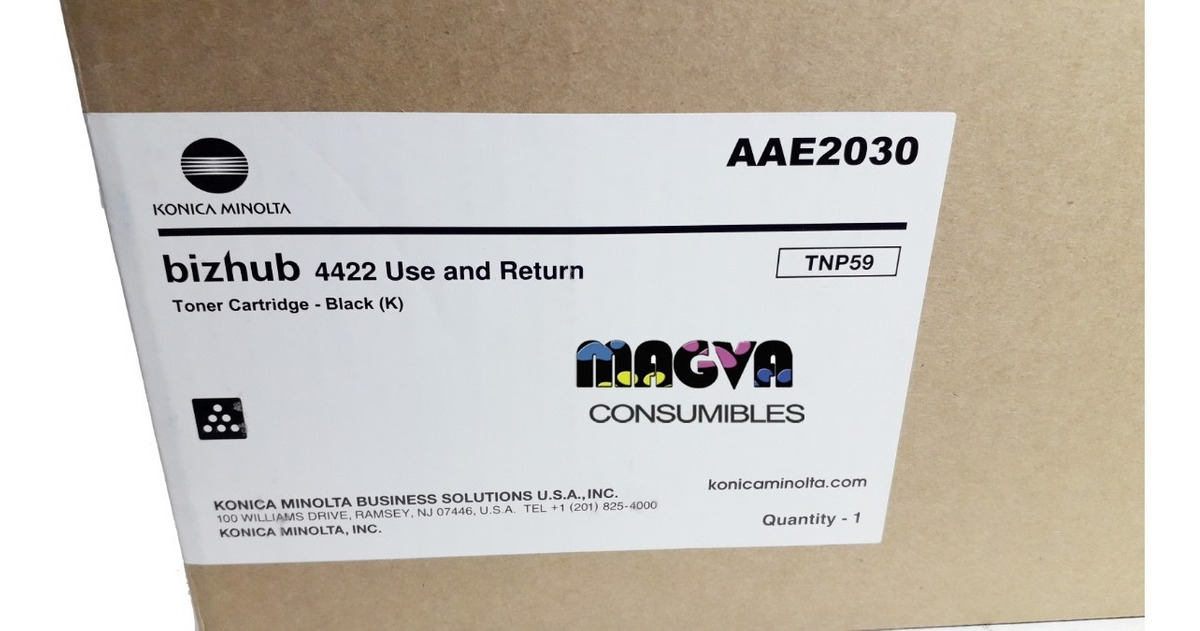 AAE2030
KONICA MINOLTA
bizhub 4422 Use and Return
TNP59
Toner Cartridge - Black (K)
MAGVA
CONSUMIBLES
konicaminolta.com
KONICA MINOLTA BUSINESS SOLUTIONS U.S.A.,INC.
100 WILLIAMS DRIVE, RAMSEY, NJ 07446, U.S.A. TEL +1 (201) 825-4000
KONICA MINOLTA, INC.
Quantity - 1